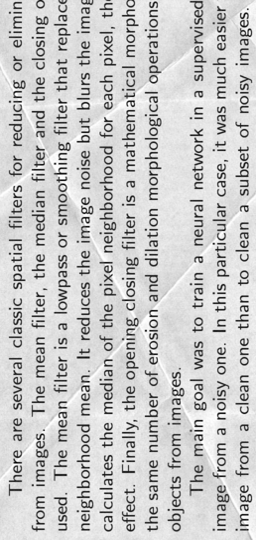 There are several classic spatial filters for reducing or elimin
from images. The mean filter, the median filter and the closing o
used. The mean filter is a lowpass or smoothing filter that replace
neighborhood mean. It reduces the image noise but blurs the imag
calculates the median of the pixel neighborhood for each pixel, the
effect. Finally, the opening closing filter is a mathematical morpho
the same number of erosion and dilation morphological operations
objects from images.
The main goal was to train a neural network in a supervised
image from a noisy one. In this particular case, it was much easier
image from a clean one than to clean a subset of noisy images.